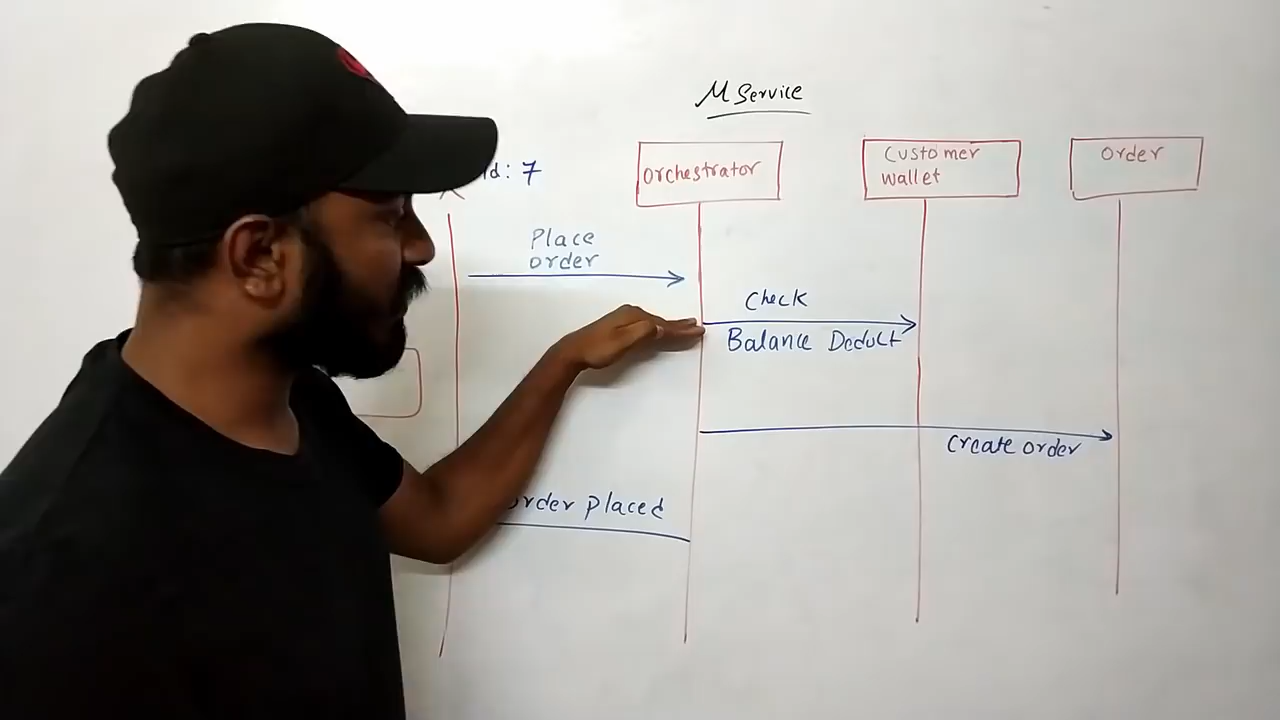 M Service
Id: 7
Orchestrator
Customer
Wallet
Order
Place
order
Check
Balance Deduct
Create order
order placed